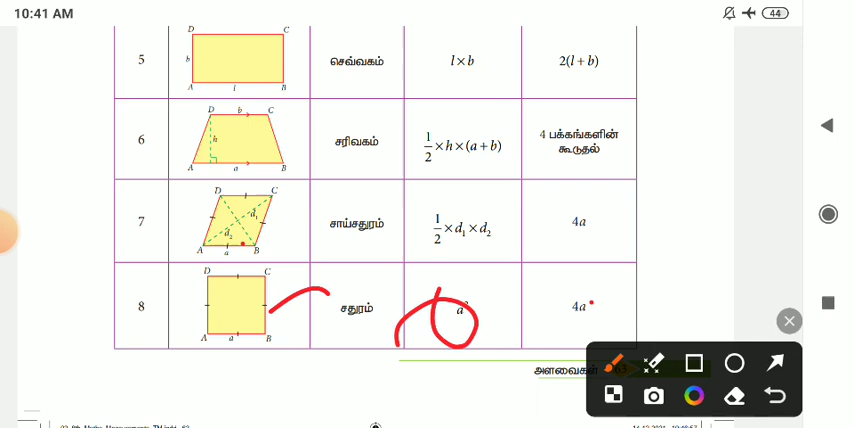 10:41 AM
44
D C
b
5 செவ்வகம் l×b 2(l+b)
A l B
D b C
h
6 சரிவகம் 1/2 ×h×(a+b) 4 பக்கங்களின்
கூடுதல்
A a B
D C
d₁
7 சாய்சதுரம் 1/2 ×d₁×d₂ 4a
d₂
A a B
D C
8 சதுரம் a² 4a
A a B
அளவைகள் 63